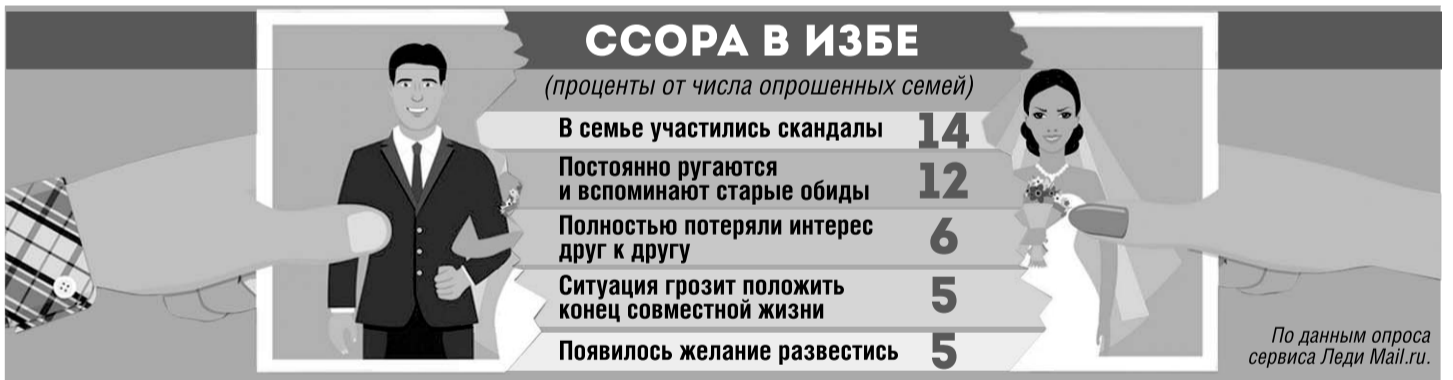 ССОРА В ИЗБЕ
(проценты от числа опрошенных семей)
В семье участились скандалы 14
Постоянно ругаются
и вспоминают старые обиды 12
Полностью потеряли интерес
друг к другу 6
Ситуация грозит положить
конец совместной жизни 5
Появилось желание развестись 5
По данным опроса
сервиса Леди Mail.ru.